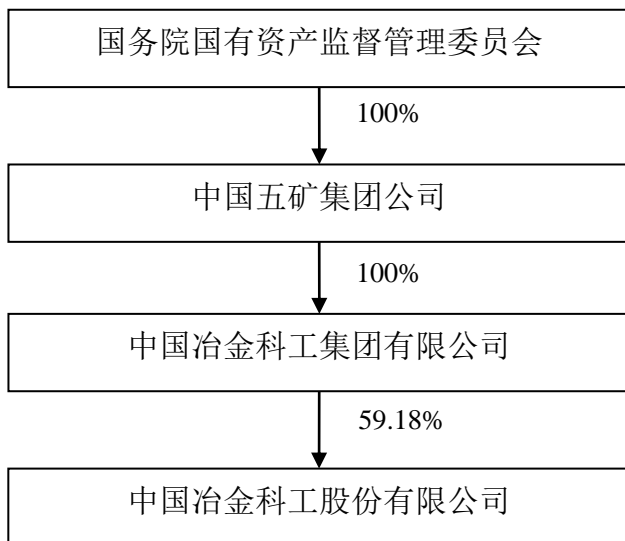 国务院国有资产监督管理委员会
100%
中国五矿集团公司
100%
中国冶金科工集团有限公司
59.18%
中国冶金科工股份有限公司